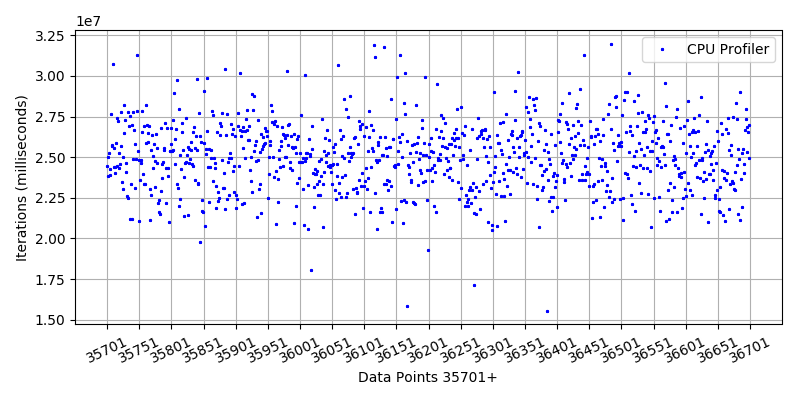 1e7
3.25
3.00
2.75
2.50
2.25
2.00
1.75
1.50
Iterations (milliseconds)
CPU Profiler
35701 35751 35801 35851 35901 35951 36001 36051 36101 36151 36201 36251 36301 36351 36401 36451 36501 36551 36601 36651 36701
Data Points 35701+